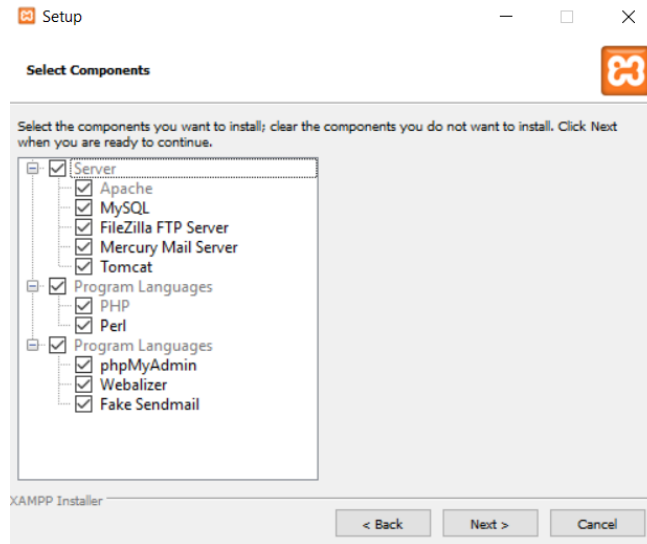 Setup
Select Components
Select the components you want to install; clear the components you do not want to install. Click Next
when you are ready to continue.
Server
Apache
MySQL
FileZilla FTP Server
Mercury Mail Server
Tomcat
Program Languages
PHP
Perl
Program Languages
phpMyAdmin
Webalizer
Fake Sendmail
XAMPP Installer
< Back Next > Cancel